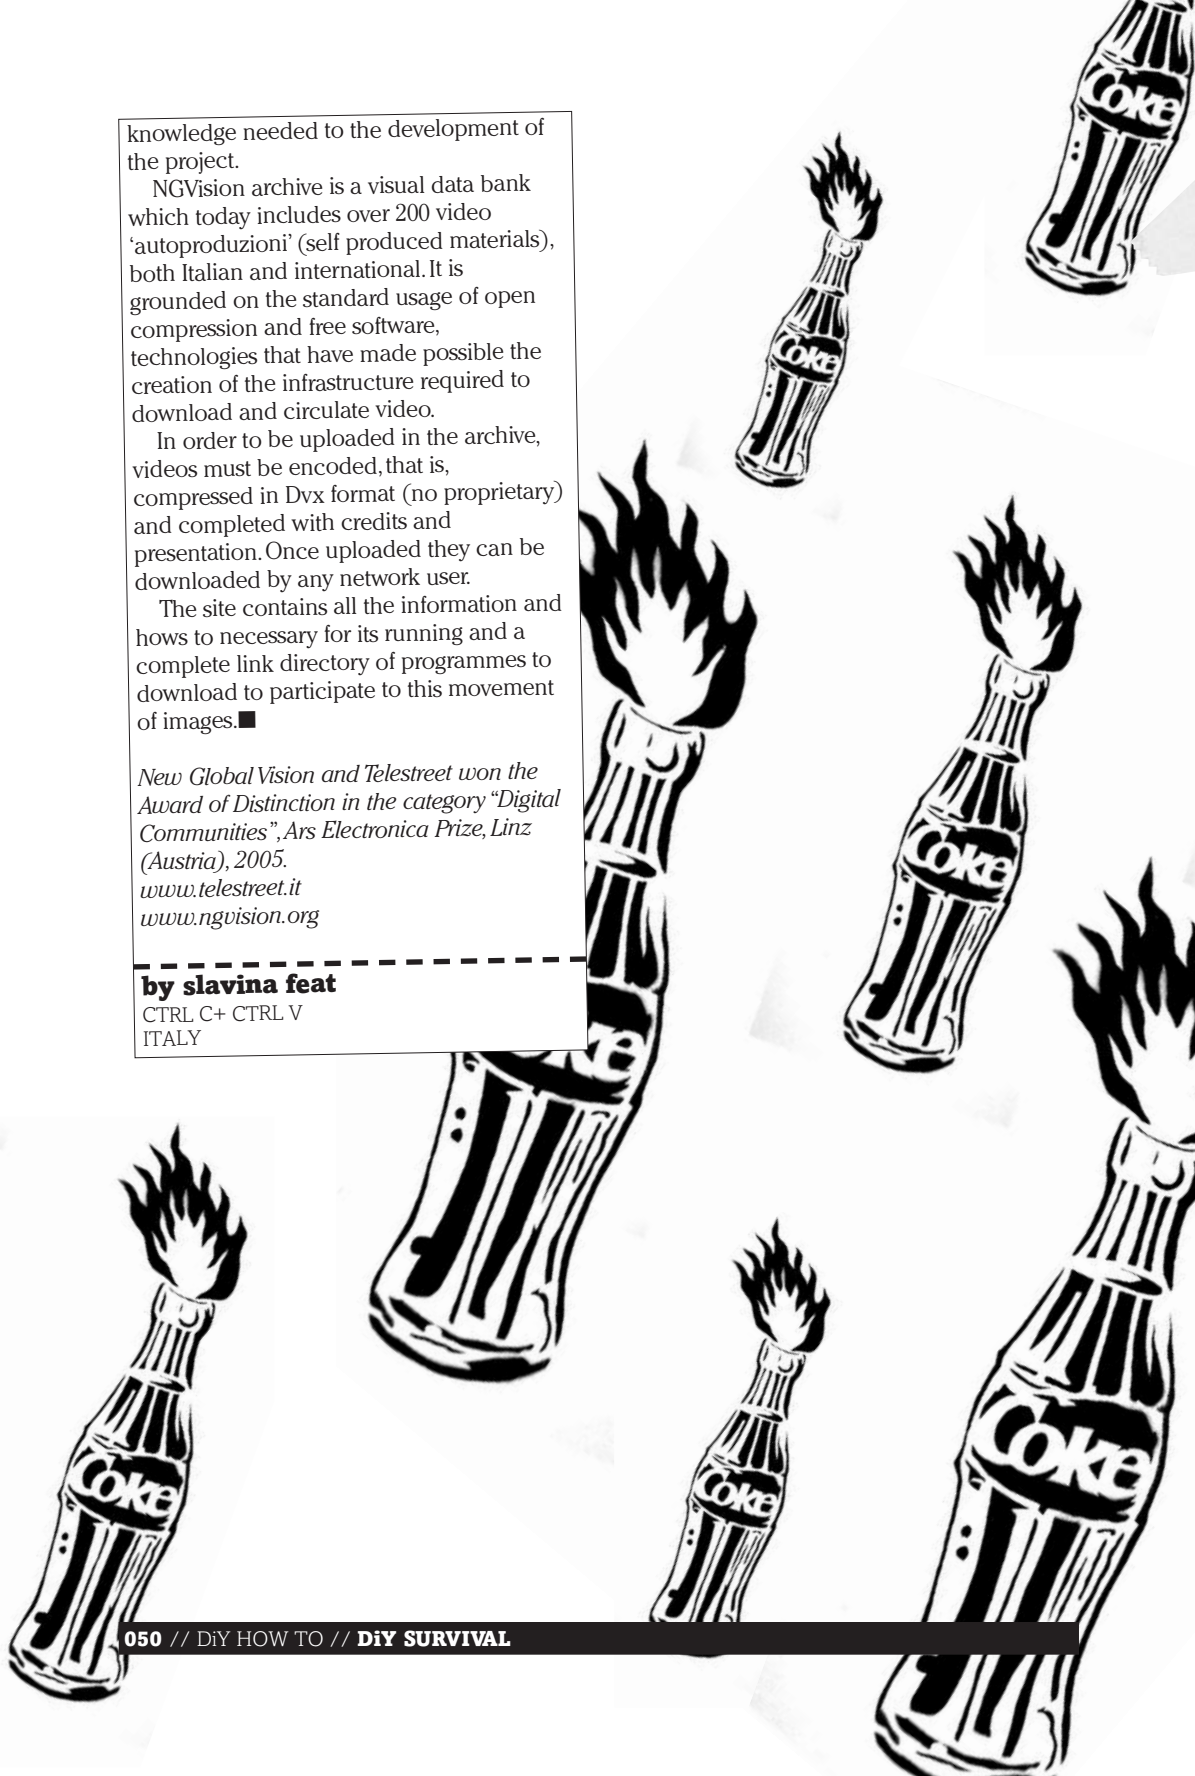 knowledge needed to the development of
the project.
NGVision archive is a visual data bank
which today includes over 200 video
‘autoproduzioni’ (self produced materials),
both Italian and international. It is
grounded on the standard usage of open
compression and free software,
technologies that have made possible the
creation of the infrastructure required to
download and circulate video.
In order to be uploaded in the archive,
videos must be encoded, that is,
compressed in Dvx format (no proprietary)
and completed with credits and
presentation. Once uploaded they can be
downloaded by any network user.
The site contains all the information and
hows to necessary for its running and a
complete link directory of programmes to
download to participate to this movement
of images.■
New Global Vision and Telestreet won the
Award of Distinction in the category “Digital
Communities”, Ars Electronica Prize, Linz
(Austria), 2005.
www.telestreet.it
www.ngvision.org
by slavina feat
CTRL C+ CTRL V
ITALY
Coke
Coke
Coke
Coke
Coke
Coke
Coke
050 // DiY HOW TO // DiY SURVIVAL